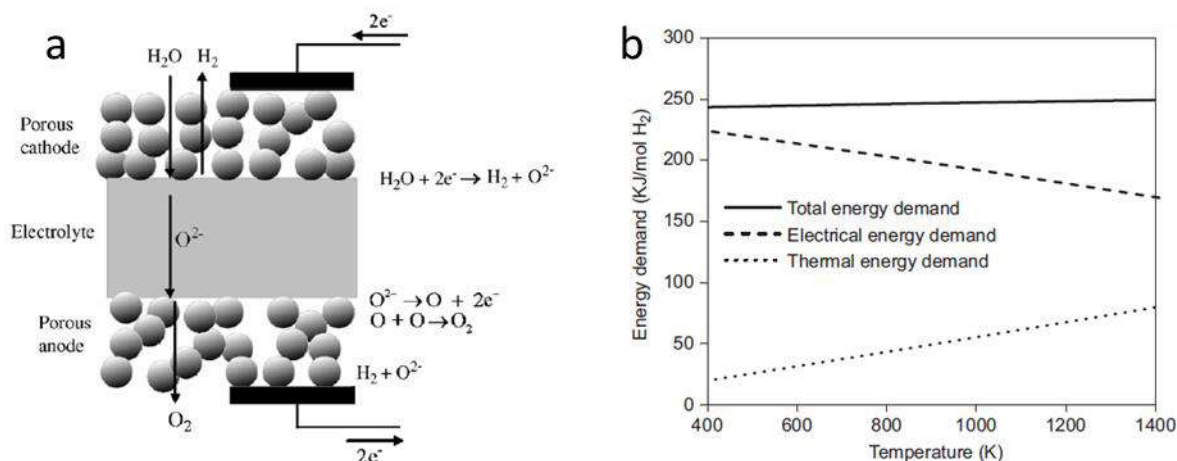 a
2e⁻
H₂O H₂
Porous
cathode
H₂O + 2e⁻ → H₂ + O²⁻
Electrolyte
O²⁻
O²⁻ → O + 2e⁻
O + O → O₂
Porous
anode
H₂ + O²⁻
O₂
2e⁻
b
Energy demand (KJ/mol H₂)
300
250
200
150
100
50
0
Total energy demand
Electrical energy demand
Thermal energy demand
400 600 800 1000 1200 1400
Temperature (K)